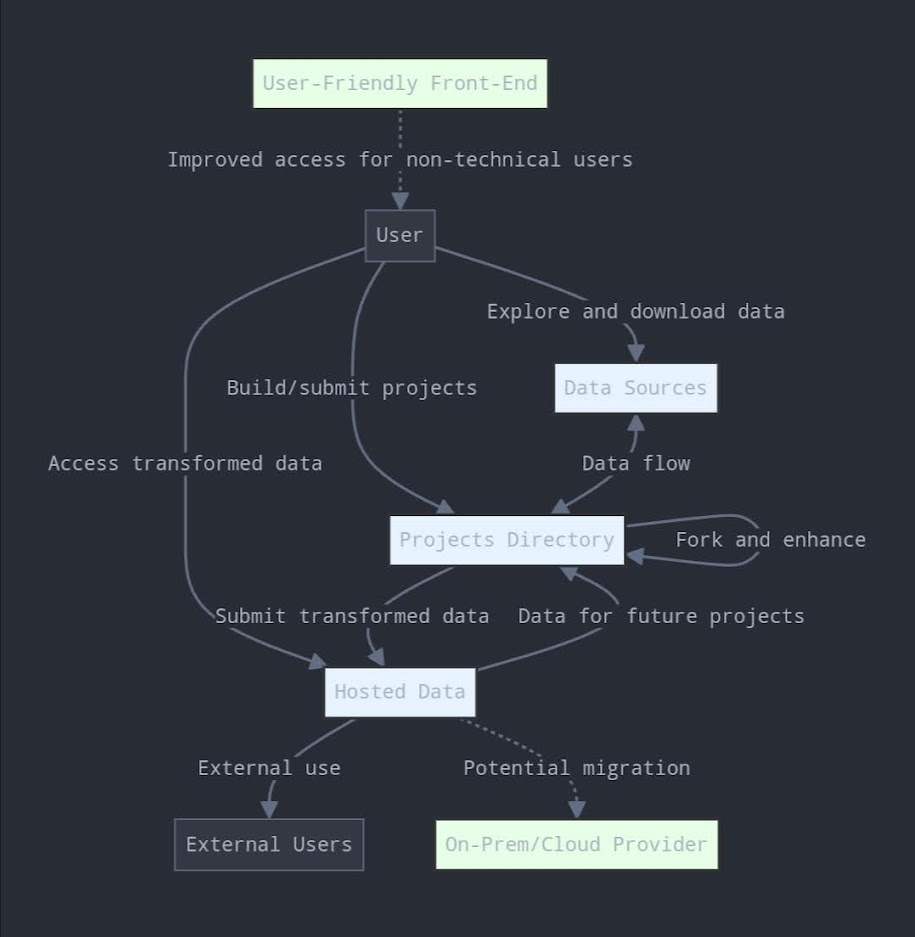 User-Friendly Front-End
Improved access for non-technical users
User
Explore and download data
Build/submit projects
Data Sources
Access transformed data
Data flow
Projects Directory
Fork and enhance
Submit transformed data
Data for future projects
Hosted Data
External use
Potential migration
External Users
On-Prem/Cloud Provider